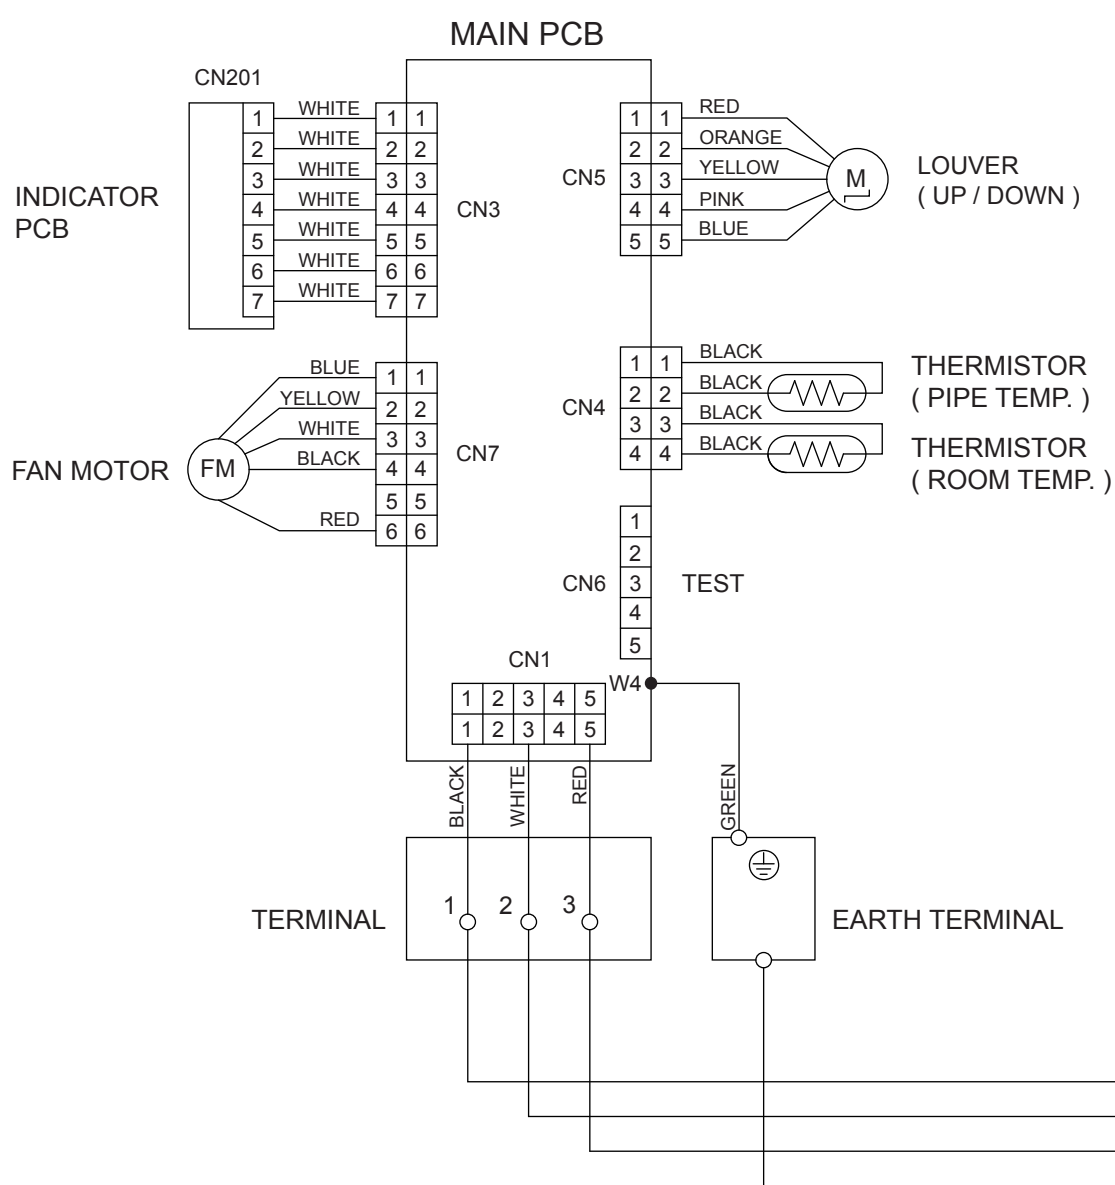 MAIN PCB
CN201
INDICATOR
PCB
1 WHITE 1 1
2 WHITE 2 2
3 WHITE 3 3
4 WHITE 4 4
5 WHITE 5 5
6 WHITE 6 6
7 WHITE 7 7
CN3
CN5
1 1 RED
2 2 ORANGE
3 3 YELLOW
4 4 PINK
5 5 BLUE
M
LOUVER
( UP / DOWN )
FAN MOTOR
FM
BLUE 1 1
YELLOW 2 2
WHITE 3 3
BLACK 4 4
5 5
RED 6 6
CN7
CN4
1 1 BLACK
2 2 BLACK
3 3 BLACK
4 4 BLACK
THERMISTOR
( PIPE TEMP. )
THERMISTOR
( ROOM TEMP. )
CN6
1
2
3
4
5
TEST
CN1
1 2 3 4 5
1 2 3 4 5
W4
BLACK
WHITE
RED
GREEN
TERMINAL
1 2 3
EARTH TERMINAL